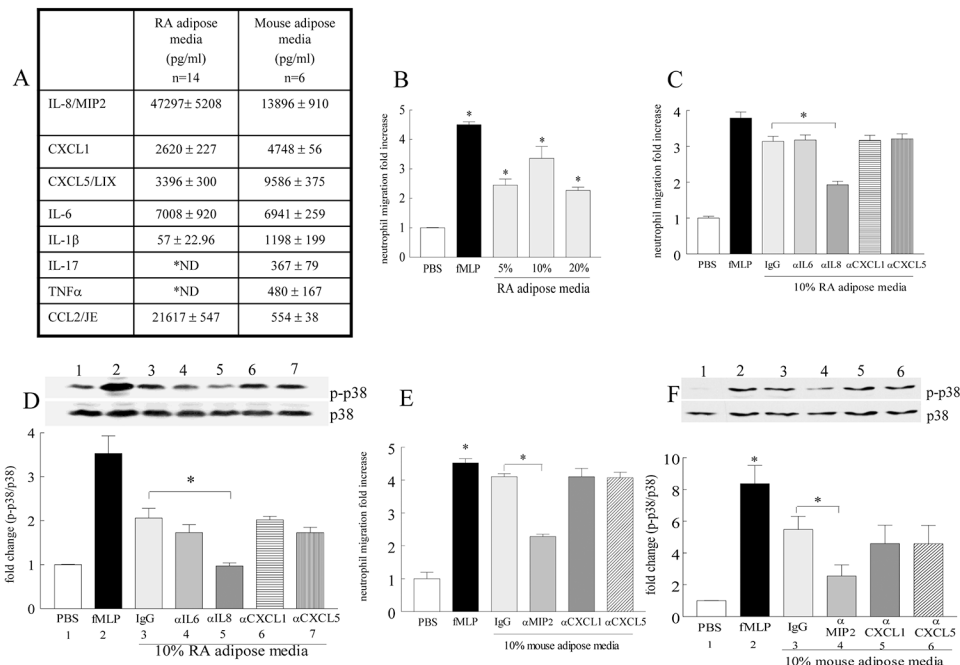 A
RA adipose media (pg/ml) n=14
Mouse adipose media (pg/ml) n=6
IL-8/MIP2 47297± 5208 13896 ± 910
CXCL1 2620 ± 227 4748 ± 56
CXCL5/LIX 3396 ± 300 9586 ± 375
IL-6 7008 ± 920 6941 ± 259
IL-1β 57 ± 22.96 1198 ± 199
IL-17 *ND 367 ± 79
TNFα *ND 480 ± 167
CCL2/JE 21617 ± 547 554 ± 38
B
neutrophil migration fold increase
5
4
3
2
1
0
* * * *
PBS fMLP 5% 10% 20%
RA adipose media
C
neutrophil migration fold increase
4
3
2
1
0
*
PBS fMLP IgG αIL6 αIL8 αCXCL1 αCXCL5
10% RA adipose media
D
1 2 3 4 5 6 7
p-p38
p38
fold change (p-p38/p38)
4
3
2
1
0
*
PBS fMLP IgG αIL6 αIL8 αCXCL1 αCXCL5
1 2 3 4 5 6 7
10% RA adipose media
E
neutrophil migration fold increase
5
4
3
2
1
0
* *
PBS fMLP IgG αMIP2 αCXCL1 αCXCL5
10% mouse adipose media
F
1 2 3 4 5 6
p-p38
p38
fold change (p-p38/p38)
10
8
6
4
2
0
* *
PBS fMLP IgG α MIP2 α CXCL1 α CXCL5
1 2 3 4 5 6
10% mouse adipose media